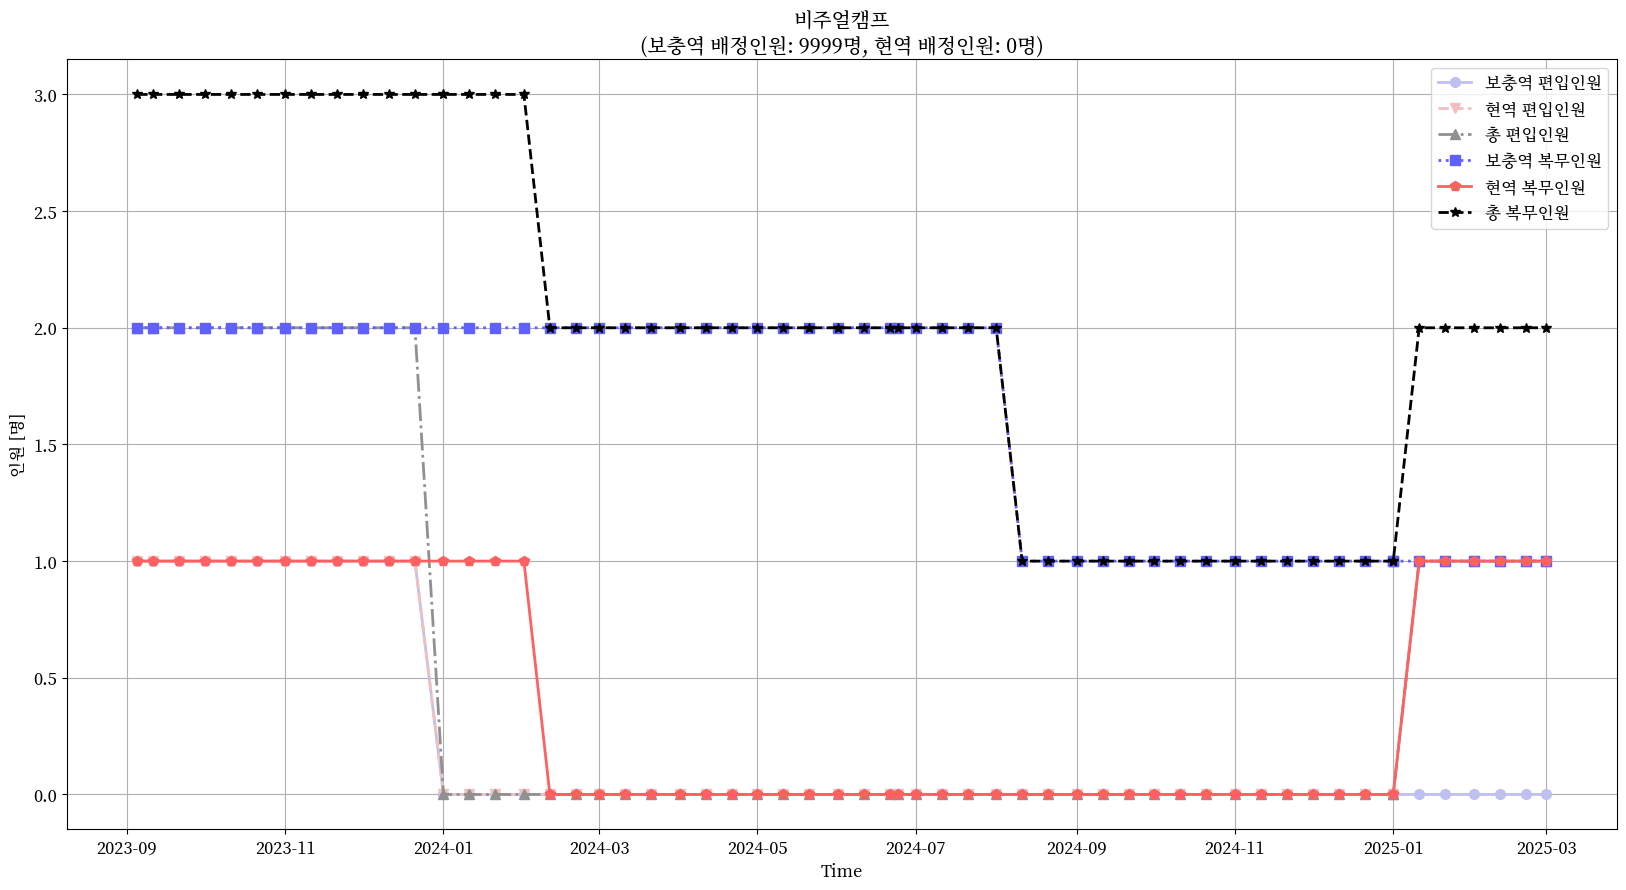 비주얼캠프
(보충역 배정인원: 9999명, 현역 배정인원: 0명)
보충역 편입인원
현역 편입인원
총 편입인원
보충역 복무인원
현역 복무인원
총 복무인원
인원 [명]
3.0
2.5
2.0
1.5
1.0
0.5
0.0
2023-09 2023-11 2024-01 2024-03 2024-05 2024-07 2024-09 2024-11 2025-01 2025-03
Time